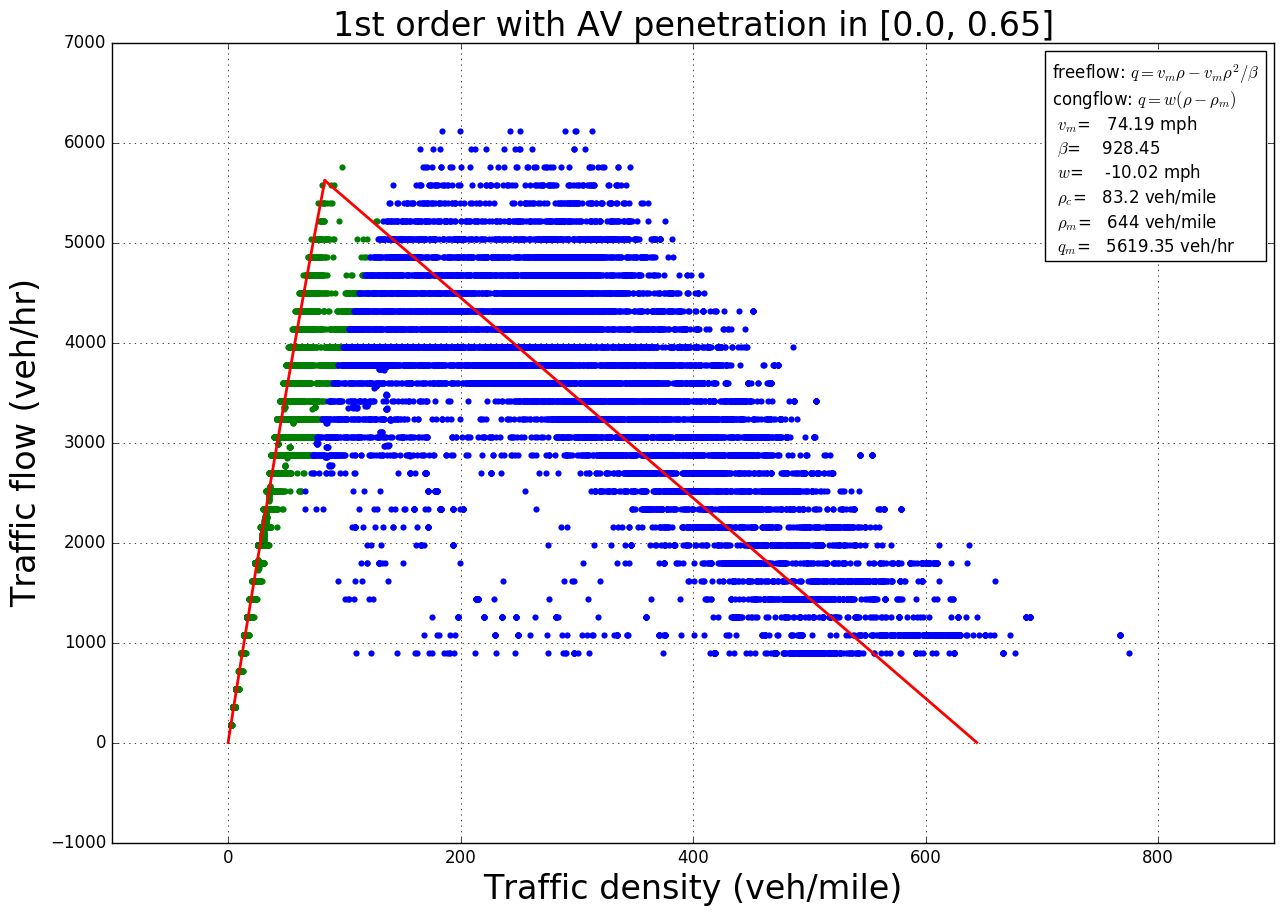 1st order with AV penetration in [0.0, 0.65]
7000
6000
5000
4000
3000
2000
1000
0
−1000
Traffic flow (veh/hr)
freeflow: q = v_m ρ − v_m ρ²/β
congflow: q = w(ρ − ρ_m)
v_m= 74.19 mph
β= 928.45
w= -10.02 mph
ρ_c= 83.2 veh/mile
ρ_m= 644 veh/mile
q_m= 5619.35 veh/hr
0 200 400 600 800
Traffic density (veh/mile)